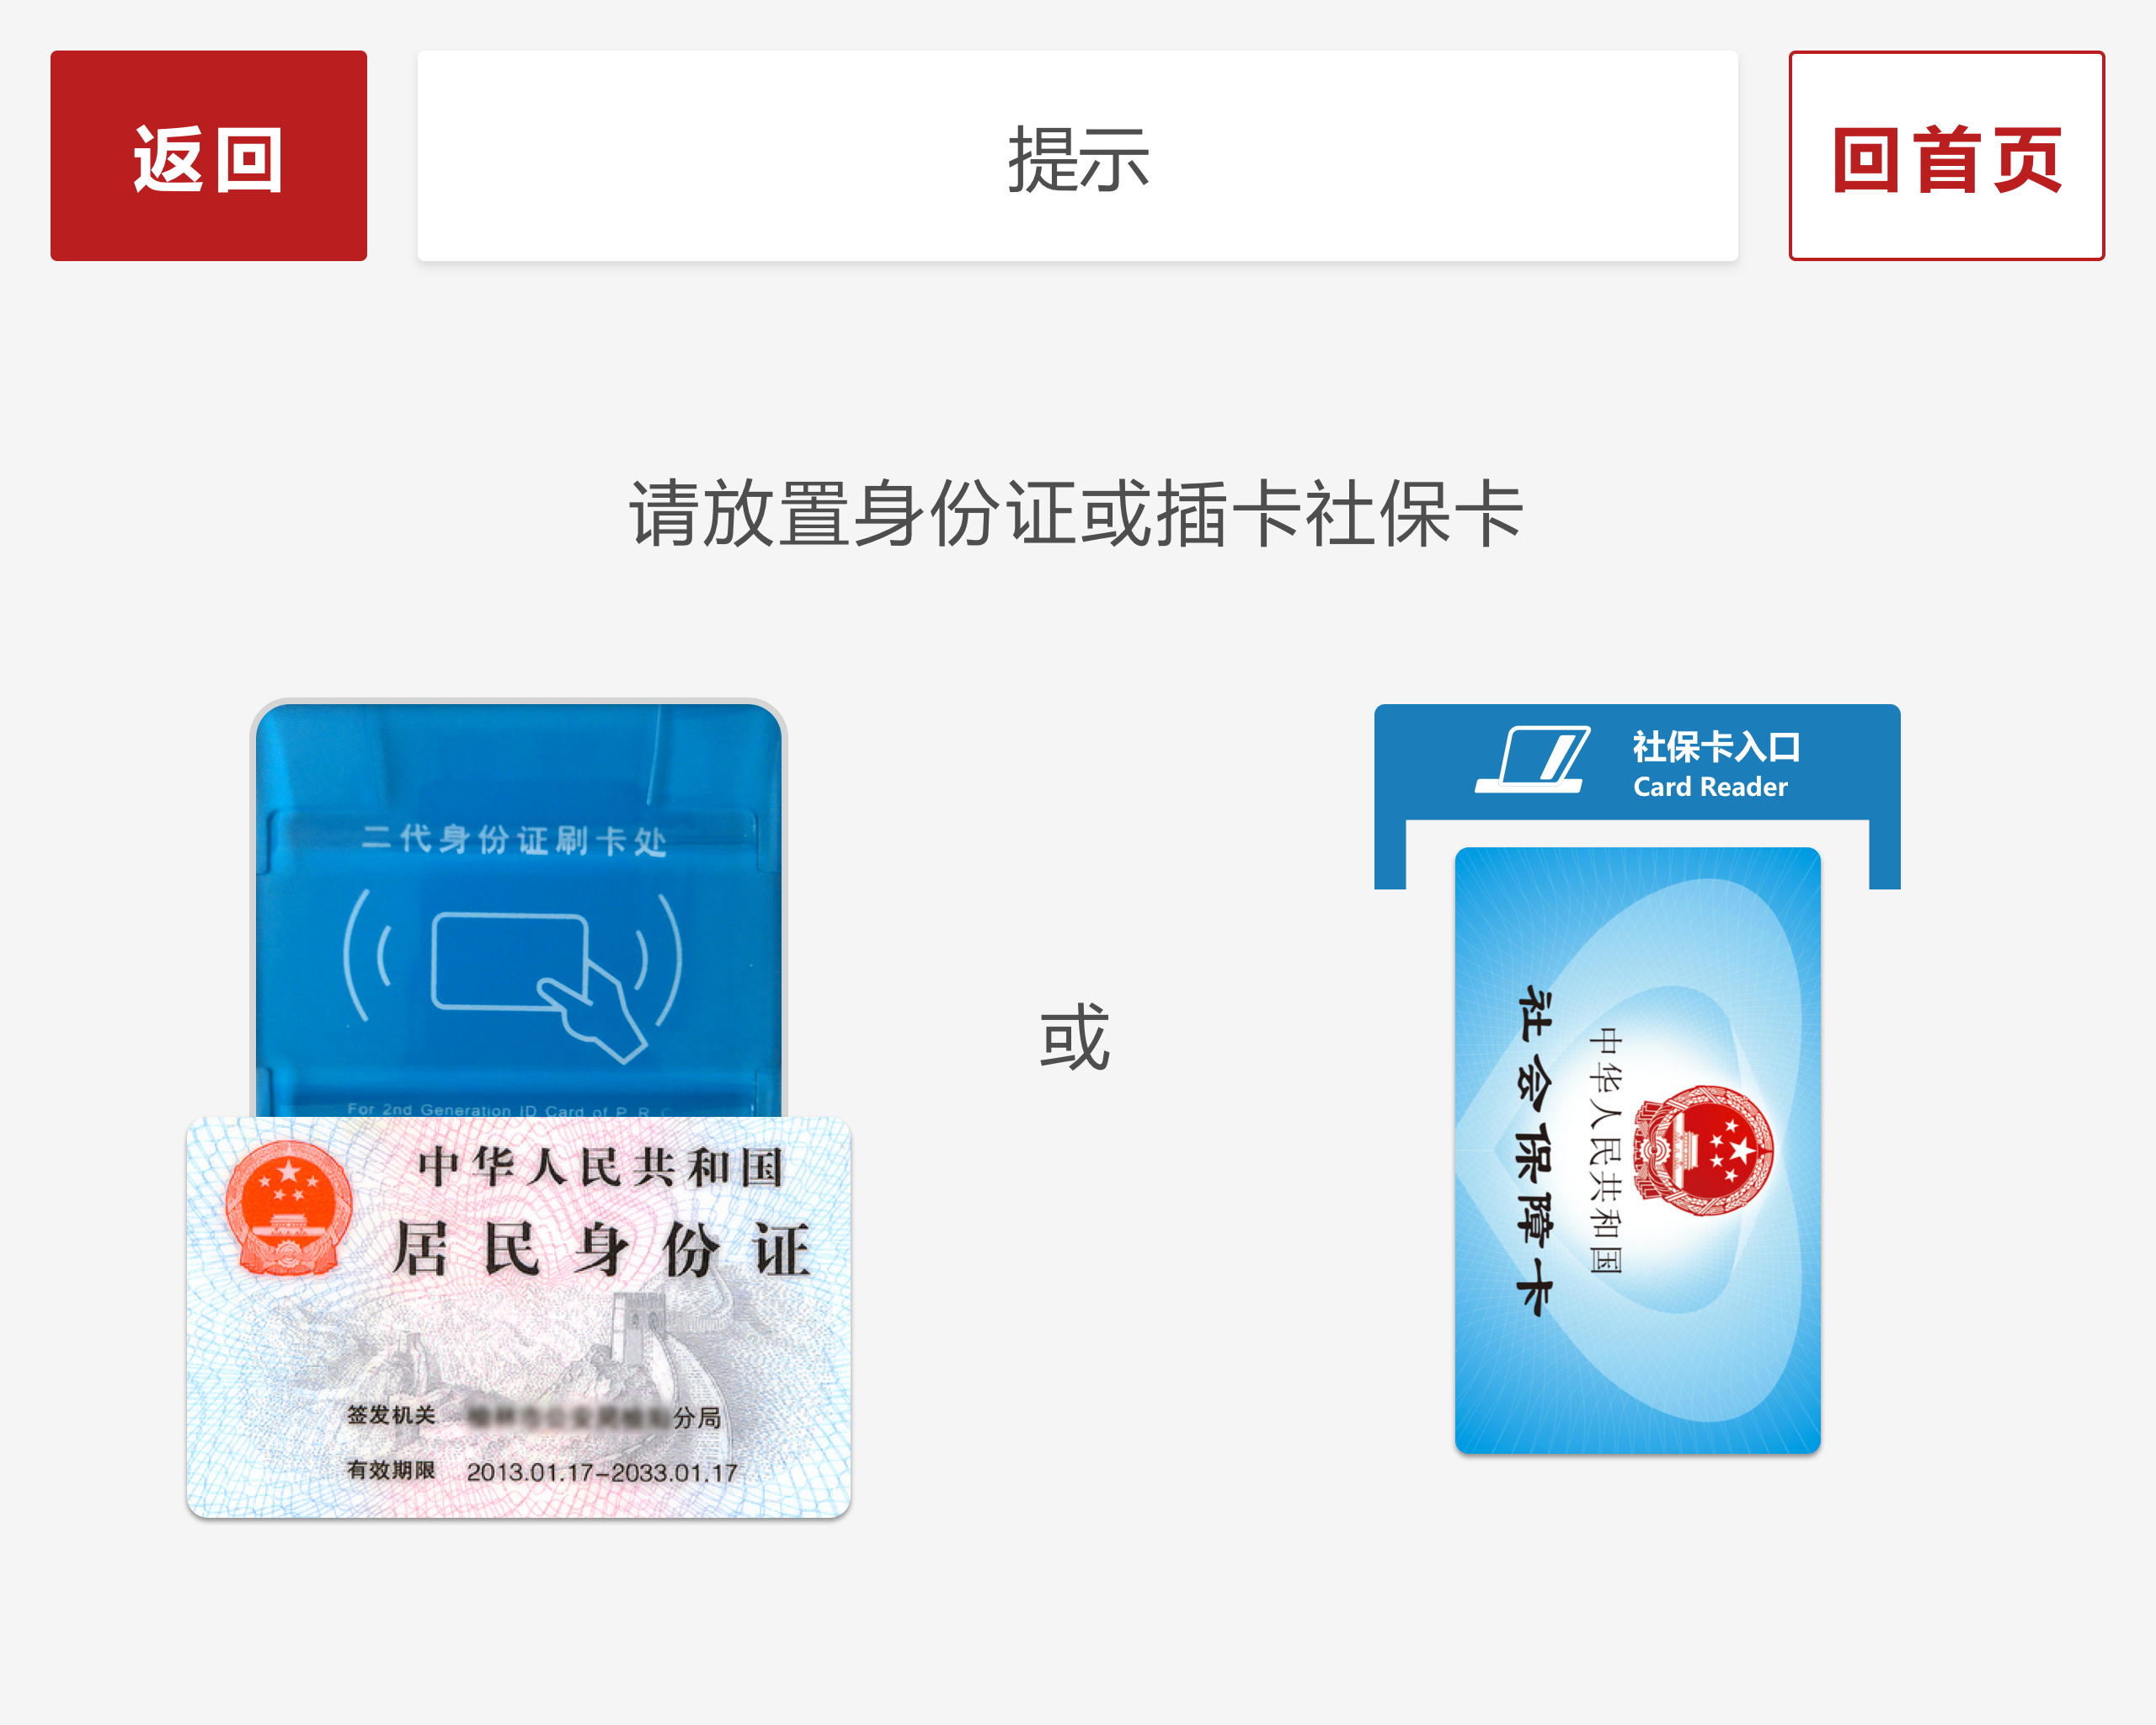 返回
提示
回首页
请放置身份证或插卡社保卡
二代身份证刷卡处
For 2nd Generation ID Card of P. R. C
中华人民共和国
居民身份证
签发机关 分局
有效期限 2013.01.17-2033.01.17
或
社保卡入口
Card Reader
中华人民共和国
社会保障卡